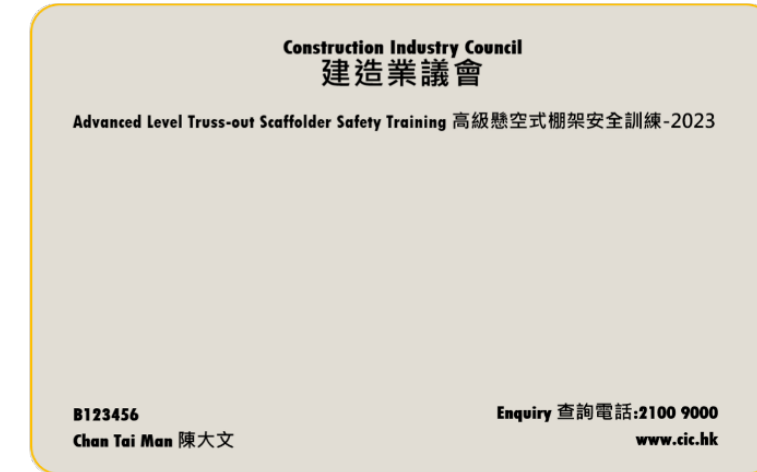 Construction Industry Council
建造業議會
Advanced Level Truss-out Scaffolder Safety Training 高級懸空式棚架安全訓練-2023
B123456
Chan Tai Man 陳大文
Enquiry 查詢電話:2100 9000
www.cic.hk